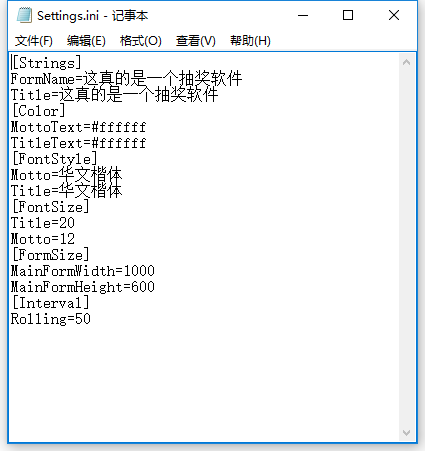 Settings.ini - 记事本
文件(F) 编辑(E) 格式(O) 查看(V) 帮助(H)
[Strings]
FormName=这真的是一个抽奖软件
Title=这真的是一个抽奖软件
[Color]
MottoText=#ffffff
TitleText=#ffffff
[FontStyle]
Motto=华文楷体
Title=华文楷体
[FontSize]
Title=20
Motto=12
[FormSize]
MainFormWidth=1000
MainFormHeight=600
[Interval]
Rolling=50